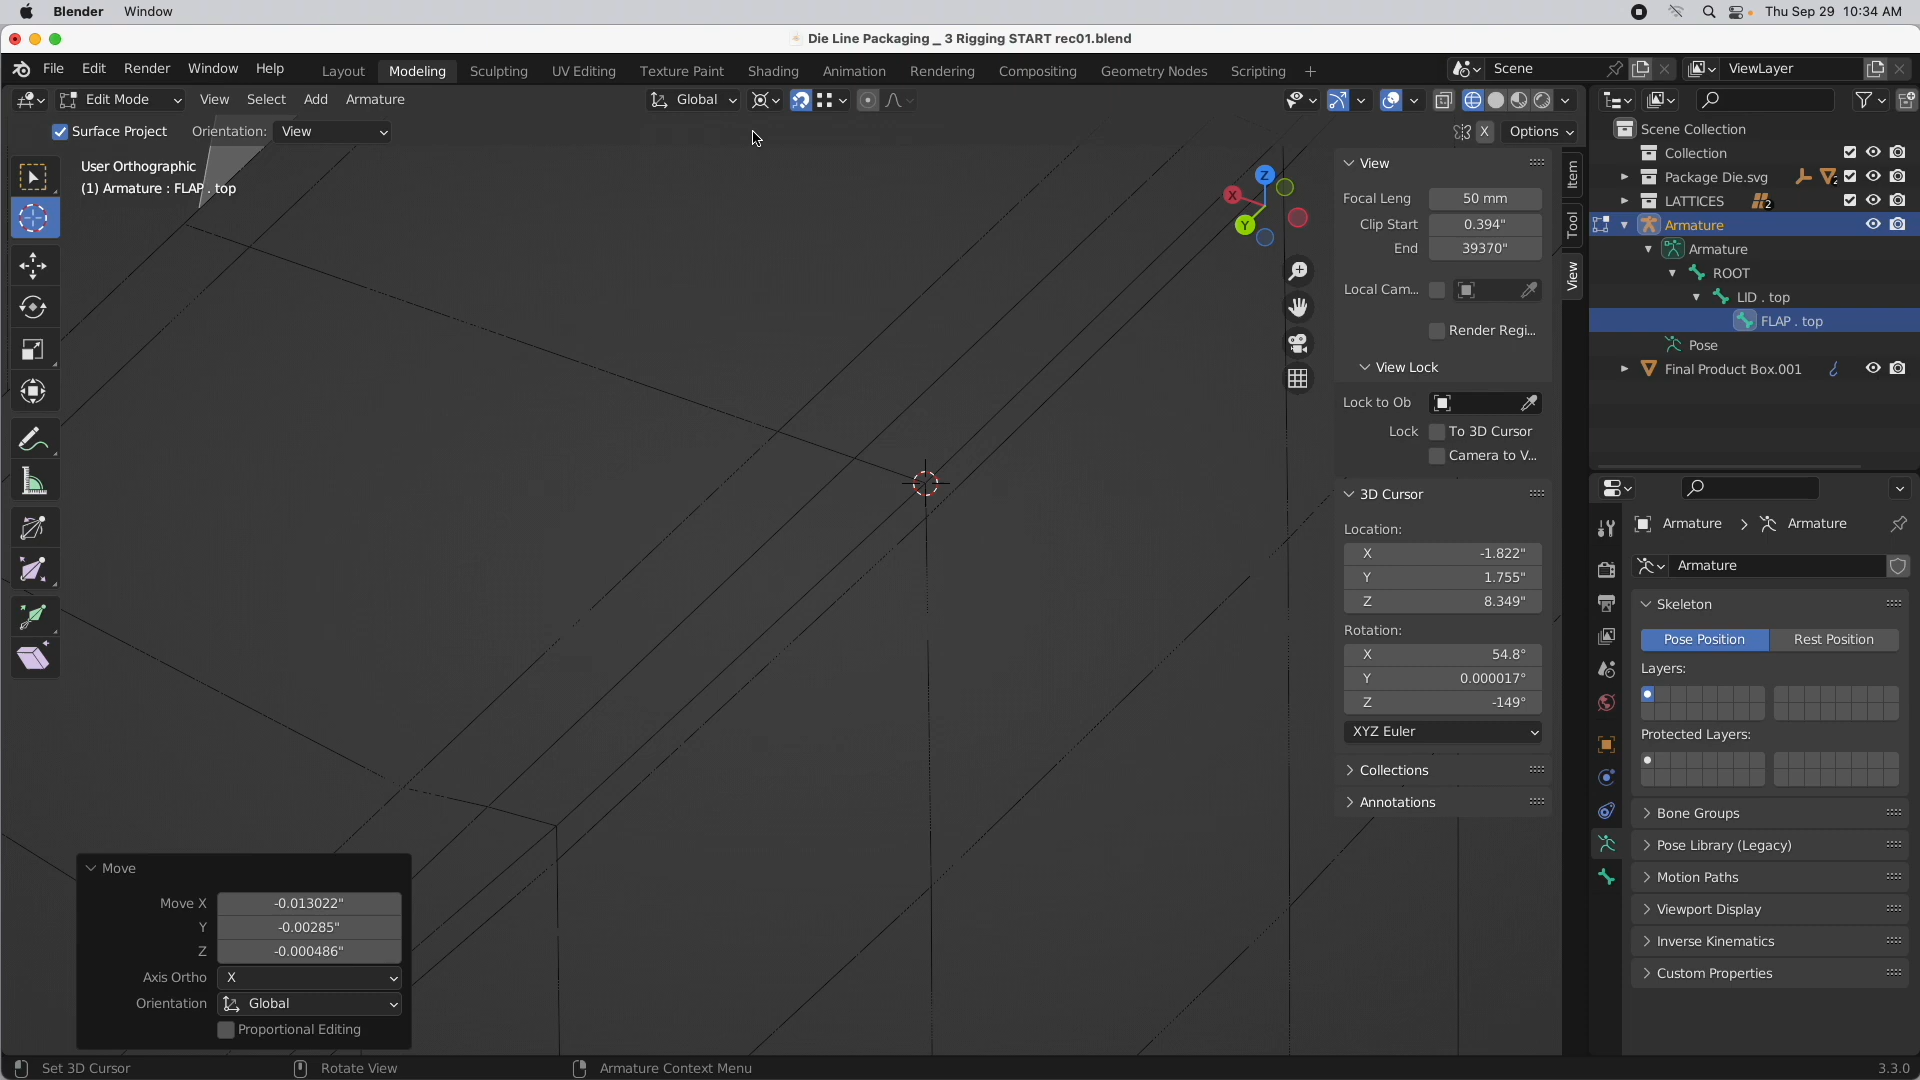 Blender Window Thu Sep 29 10:34 AM
Die Line Packaging _ 3 Rigging START rec01.blend
File Edit Render Window Help Layout Modeling Sculpting UV Editing Texture Paint Shading Animation Rendering Compositing Geometry Nodes Scripting + Scene ViewLayer
Edit Mode View Select Add Armature Global
Surface Project Orientation: View X Options
User Orthographic
(1) Armature : FLAP . top
X Y Z
View
Focal Leng 50 mm
Clip Start 0.394"
End 39370"
Local Cam...
Render Regi...
View Lock
Lock to Ob
Lock To 3D Cursor
Camera to V...
3D Cursor
Location:
X -1.822"
Y 1.755"
Z 8.349"
Rotation:
X 54.8°
Y 0.000017°
Z -149°
XYZ Euler
Collections
Annotations
Item
Tool
View
Scene Collection
Collection
Package Die.svg 2
LATTICES 2
Armature
Armature
ROOT
LID . top
FLAP . top
Pose
Final Product Box.001
Armature Armature
Armature
Skeleton
Pose Position Rest Position
Layers:
Protected Layers:
Bone Groups
Pose Library (Legacy)
Motion Paths
Viewport Display
Inverse Kinematics
Custom Properties
Move
Move X -0.013022"
Y -0.00285"
Z -0.000486"
Axis Ortho X
Orientation Global
Proportional Editing
Set 3D Cursor Rotate View Armature Context Menu 3.3.0